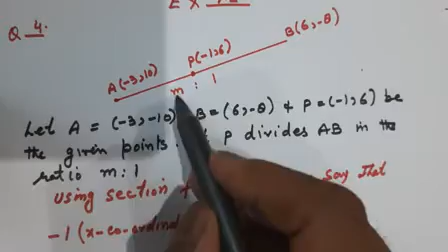 Q 4.
A(-3,10) P(-1,6) B(6,-8)
m : 1
Let A = (-3,-10) B = (6,-8) & P = (-1,6) be
the given points. P divides AB in the
ratio m : 1
Using section say that
-1 (x-co-ordinat